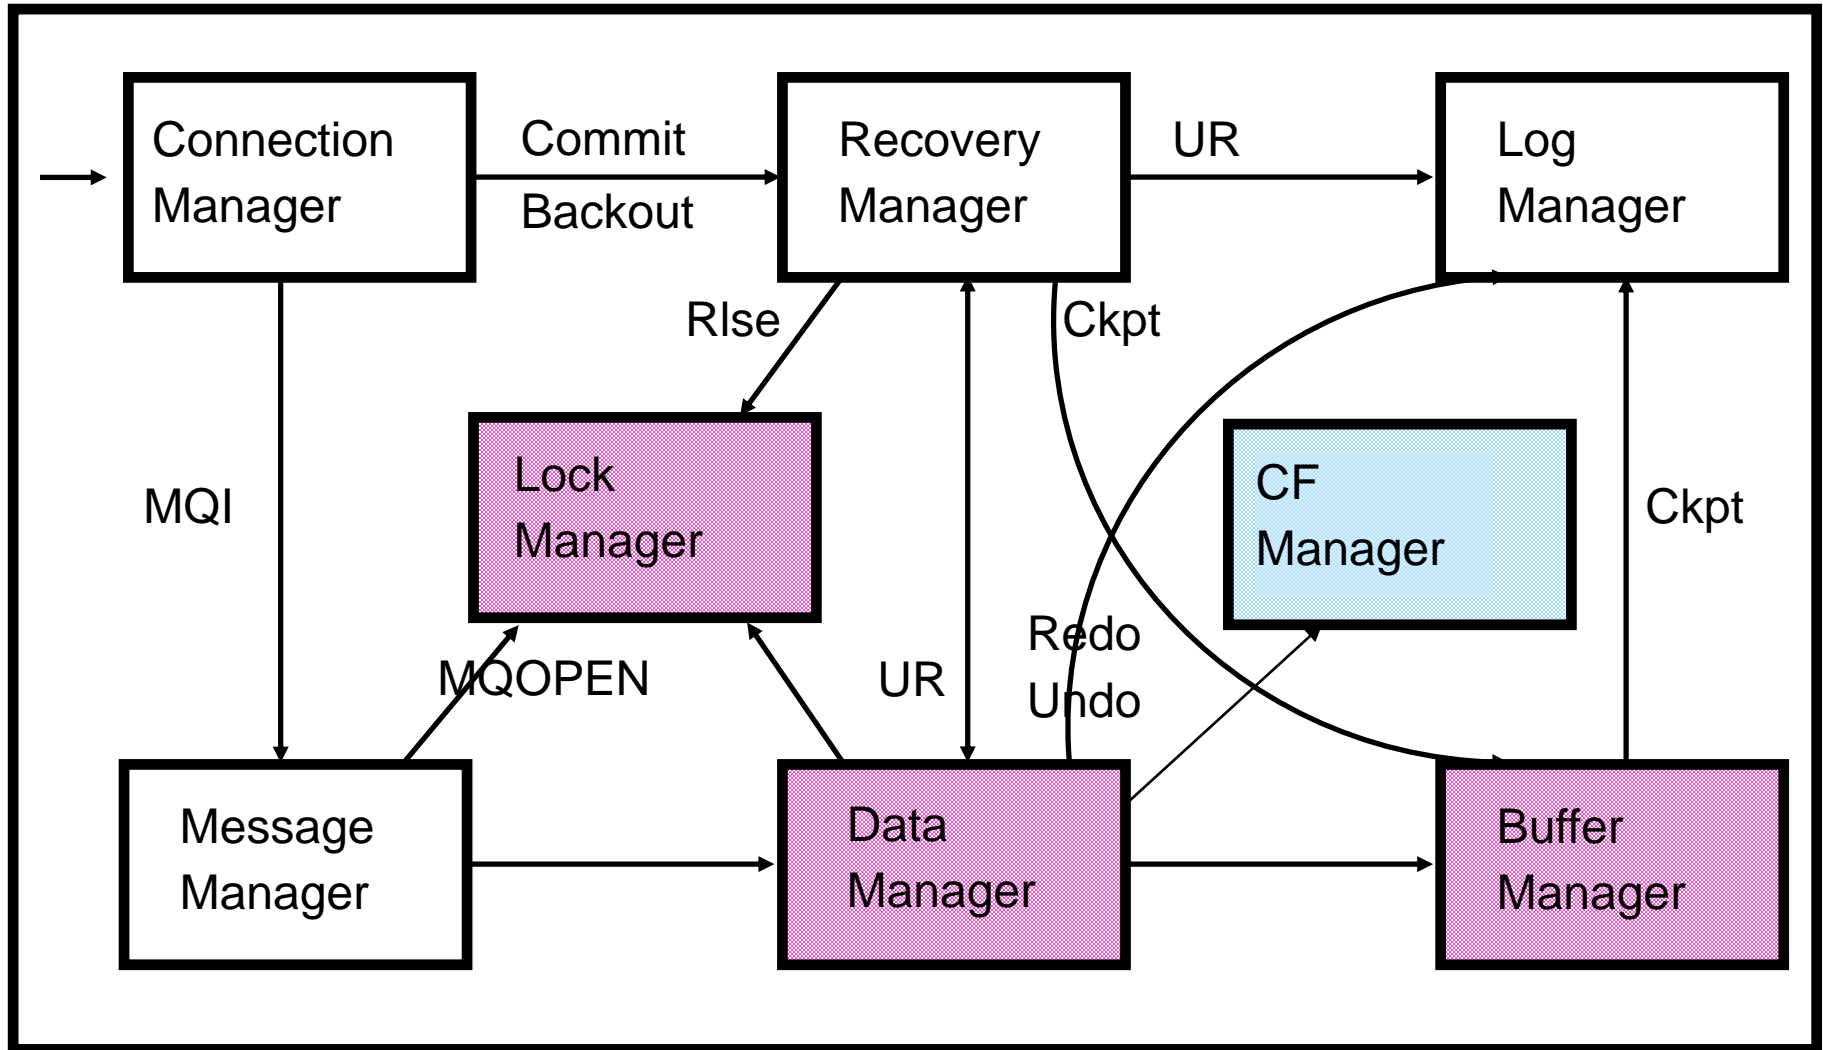 Connection
Manager
Commit
Backout
Recovery
Manager
UR
Log
Manager
Rlse
Ckpt
MQI
Lock
Manager
CF
Manager
Ckpt
MQOPEN
UR
Redo
Undo
Message
Manager
Data
Manager
Buffer
Manager